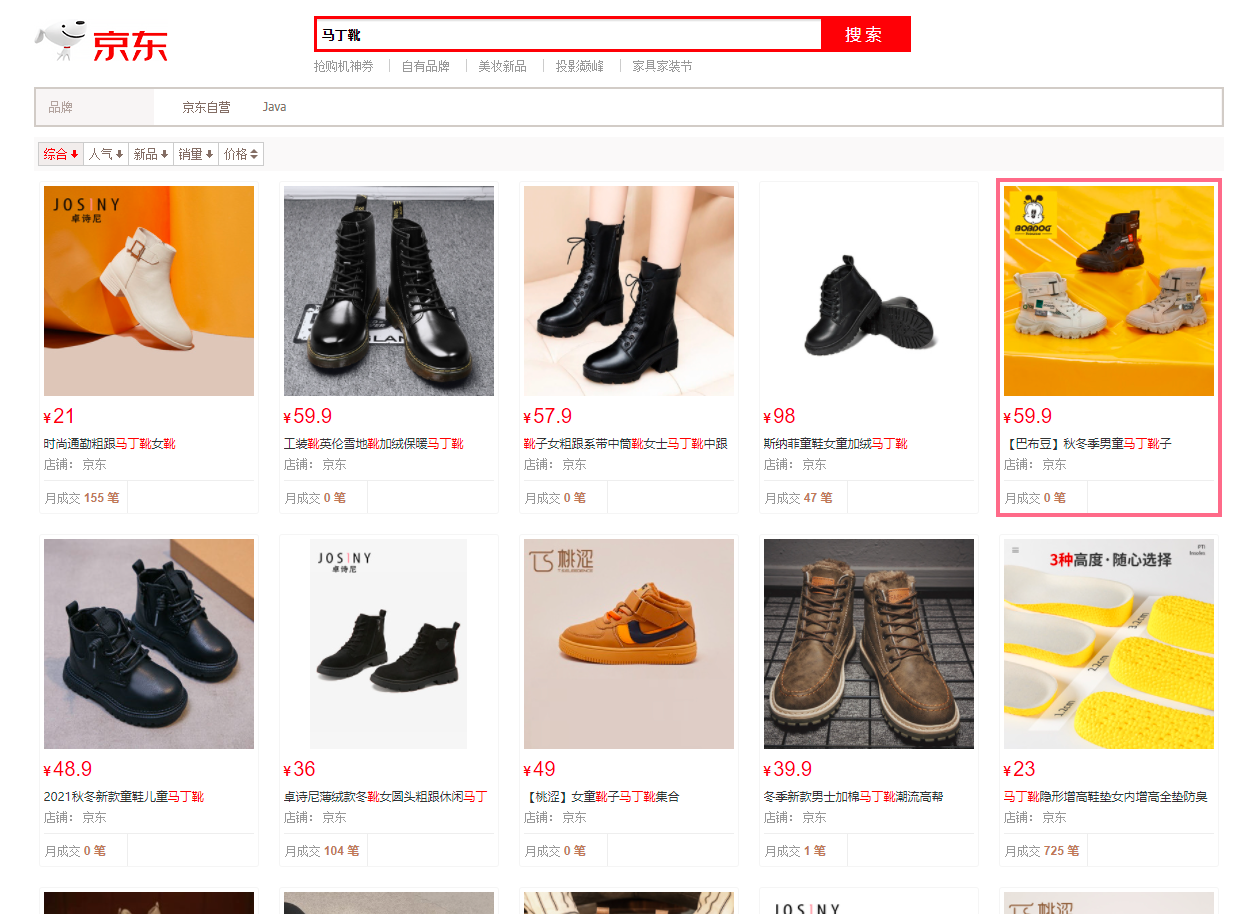 京东
马丁靴
搜索
抢购机神劵 自有品牌 美妆新品 投影巅峰 家具家装节
品牌 京东自营 Java
综合 人气 新品 销量 价格
JOSINY
卓诗尼
BOBDOG
¥21
时尚通勤粗跟马丁靴女靴
店铺： 京东
月成交 155 笔
¥59.9
工装靴英伦雪地靴加绒保暖马丁靴
店铺： 京东
月成交 0 笔
¥57.9
靴子女粗跟系带中筒靴女士马丁靴中跟
店铺： 京东
月成交 0 笔
¥98
斯纳菲童鞋女童加绒马丁靴
店铺： 京东
月成交 47 笔
¥59.9
【巴布豆】秋冬季男童马丁靴子
店铺： 京东
月成交 0 笔
¥48.9
2021秋冬新款童鞋儿童马丁靴
店铺： 京东
月成交 0 笔
JOSINY
卓诗尼
¥36
卓诗尼薄绒款冬靴女圆头粗跟休闲马丁
店铺： 京东
月成交 104 笔
桃涩
¥49
【桃涩】女童靴子马丁靴集合
店铺： 京东
月成交 0 笔
¥39.9
冬季新款男士加棉马丁靴潮流高帮
店铺： 京东
月成交 1 笔
3种高度·随心选择
¥23
马丁靴隐形增高鞋垫女内增高全垫防臭
店铺： 京东
月成交 725 笔
JOSINY
桃涩